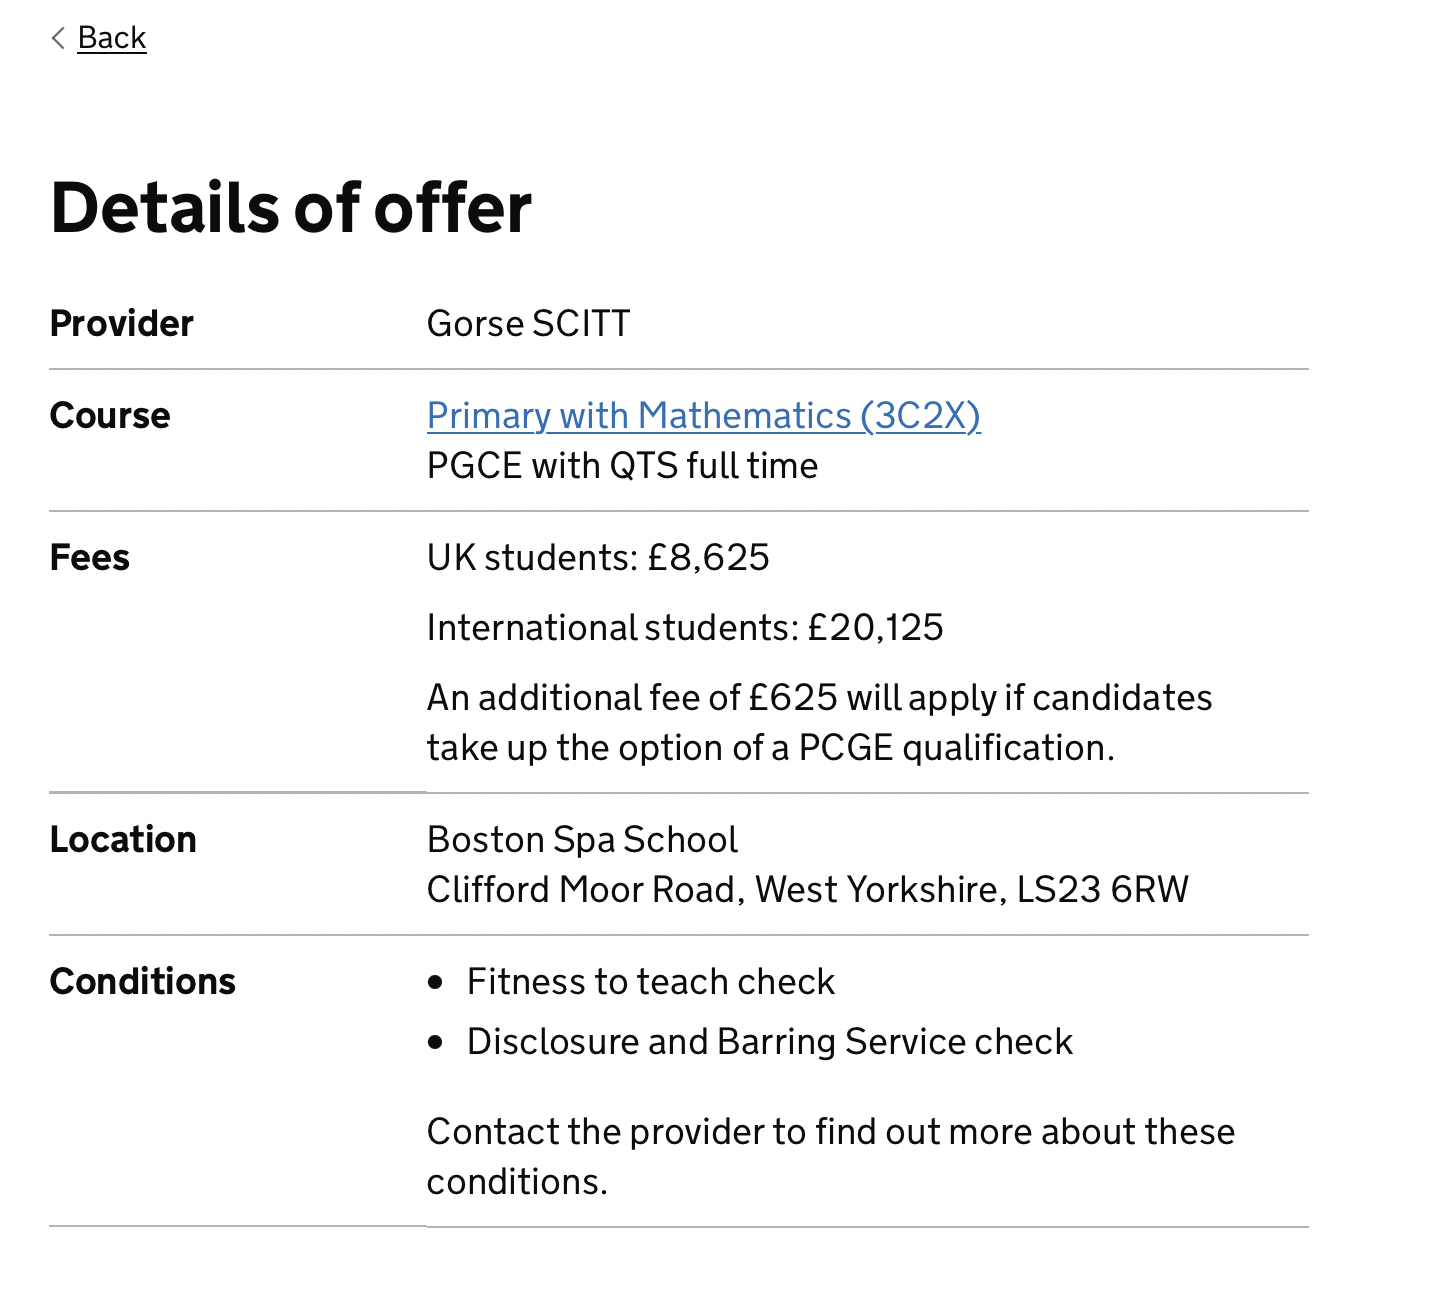 Back
Details of offer
Provider
Gorse SCITT
Course
Primary with Mathematics (3C2X)
PGCE with QTS full time
Fees
UK students: £8,625
International students: £20,125
An additional fee of £625 will apply if candidates
take up the option of a PCGE qualification.
Location
Boston Spa School
Clifford Moor Road, West Yorkshire, LS23 6RW
Conditions
• Fitness to teach check
• Disclosure and Barring Service check
Contact the provider to find out more about these
conditions.